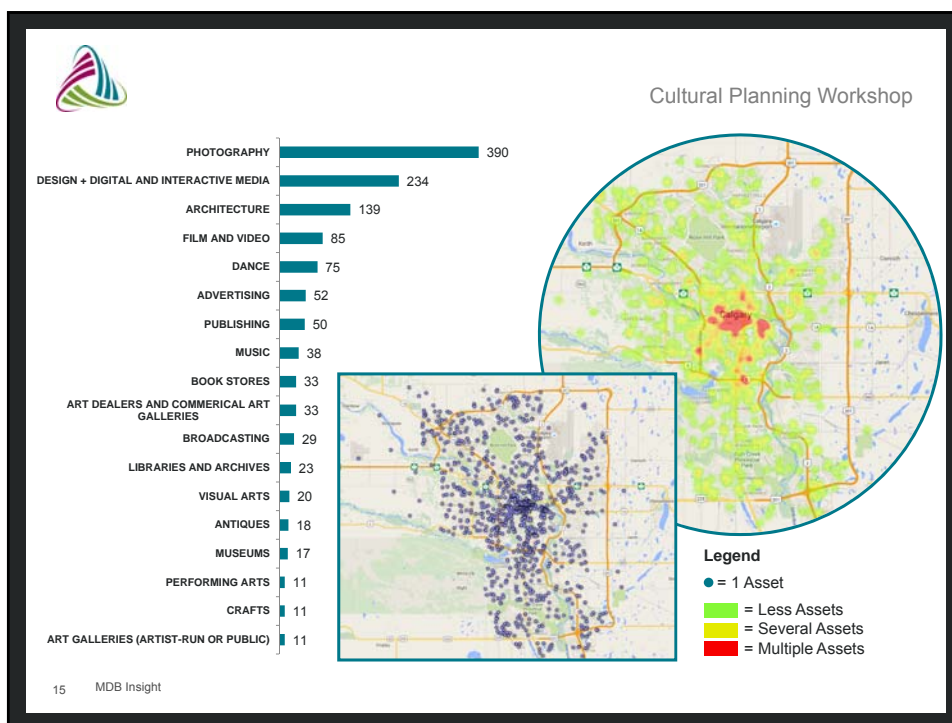 Cultural Planning Workshop
PHOTOGRAPHY 390
DESIGN + DIGITAL AND INTERACTIVE MEDIA 234
ARCHITECTURE 139
FILM AND VIDEO 85
DANCE 75
ADVERTISING 52
PUBLISHING 50
MUSIC 38
BOOK STORES 33
ART DEALERS AND COMMERICAL ART
GALLERIES 33
BROADCASTING 29
LIBRARIES AND ARCHIVES 23
VISUAL ARTS 20
ANTIQUES 18
MUSEUMS 17
PERFORMING ARTS 11
CRAFTS 11
ART GALLERIES (ARTIST-RUN OR PUBLIC) 11
Calgary
Legend
= 1 Asset
= Less Assets
= Several Assets
= Multiple Assets
15 MDB Insight